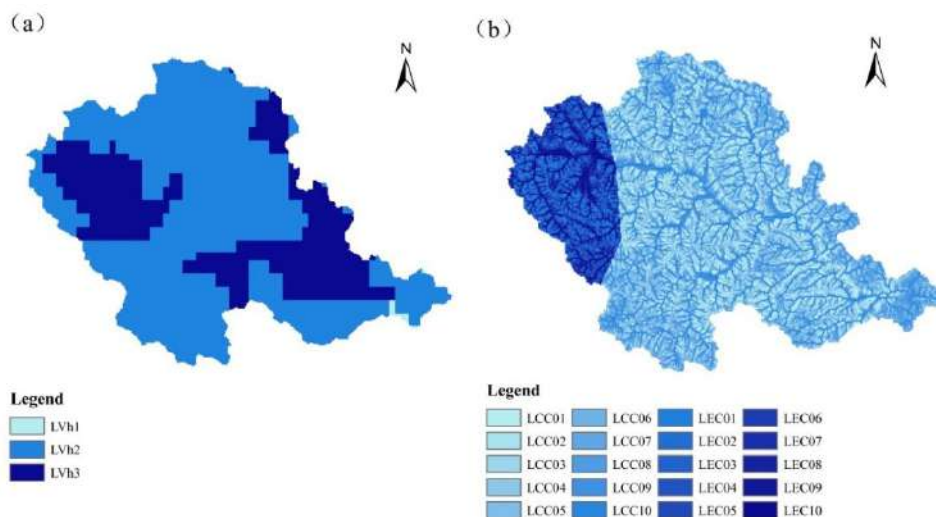 (a)
(b)
N
N
Legend
LVh1
LVh2
LVh3
Legend
LCC01 LCC06 LEC01 LEC06
LCC02 LCC07 LEC02 LEC07
LCC03 LCC08 LEC03 LEC08
LCC04 LCC09 LEC04 LEC09
LCC05 LCC10 LEC05 LEC10